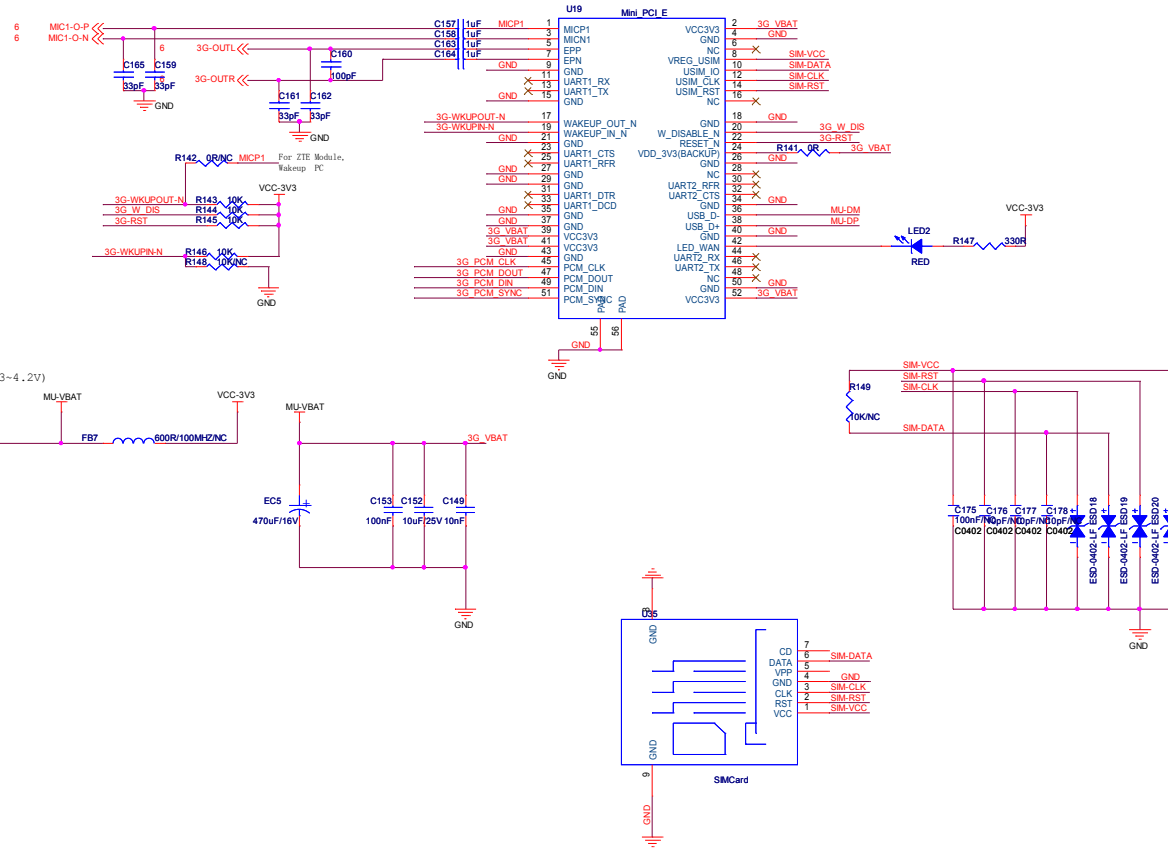 U19
Mini_PCI_E
6 MIC1-O-P
6 MIC1-O-N
6 3G-OUTL
6 3G-OUTR
C157 1uF MICP1
C158 1uF
C163 1uF
C164 1uF
C165 33pF
C159 33pF
GND
C160 100pF
C161 33pF
C162 33pF
GND
1 MICP1
3 MICN1
5 EPP
7 EPN
GND 9 GND
11 UART1_RX
13 UART1_TX
GND 15 GND
3G-WKUPOUT-N 17 WAKEUP_OUT_N
3G-WKUPIN-N 19 WAKEUP_IN_N
GND 21 GND
23 UART1_CTS
25 UART1_RFR
GND 27 GND
GND 29 GND
31 UART1_DTR
33 UART1_DCD
GND 35 GND
GND 37 GND
3G_VBAT 39 VCC3V3
3G_VBAT 41 VCC3V3
GND 43 GND
3G_PCM_CLK 45 PCM_CLK
3G_PCM_DOUT 47 PCM_DOUT
3G_PCM_DIN 49 PCM_DIN
3G_PCM_SYNC 51 PCM_SYNC
VCC3V3 2 3G_VBAT
GND 4 GND
NC 6
VREG_USIM 8 SIM-VCC
USIM_IO 10 SIM-DATA
USIM_CLK 12 SIM-CLK
USIM_RST 14 SIM-RST
NC 16
GND 18 GND
W_DISABLE_N 20 3G_W_DIS
RESET_N 22 3G-RST
VDD_3V3(BACKUP) 24 R141 0R 3G_VBAT
GND 26 GND
NC 28
UART2_RFR 30
UART2_CTS 32
GND 34 GND
USB_D- 36 MU-DM
USB_D+ 38 MU-DP
GND 40 GND
LED_WAN 42
UART2_RX 44
UART2_TX 46
NC 48
GND 50 GND
VCC3V3 52 3G_VBAT
PAD PAD
55 56
GND
GND
R142 0R/NC MICP1
For ZTE Module,
Wakeup PC
VCC-3V3
3G-WKUPOUT-N R143 10K
3G_W_DIS R144 10K
3G-RST R145 10K
3G-WKUPIN-N R146 10K
R148 10K/NC
GND
LED2
RED
R147 330R
VCC-3V3
3~4.2V)
MU-VBAT
FB7 600R/100MHZ/NC
VCC-3V3
MU-VBAT
3G_VBAT
EC5
470uF/16V
C153
100nF
C152
10uF/25V
C149
10nF
GND
SIM-VCC
SIM-RST
SIM-CLK
R149
10K/NC
SIM-DATA
C175 C176 C177 C178
C0402 C0402 C0402 C0402
ESD-0402-LF ESD18
ESD-0402-LF ESD19
ESD-0402-LF ESD20
GND
U35
GND
CD 7
DATA 6 SIM-DATA
VPP 5
GND 4 GND
CLK 3 SIM-CLK
RST 2 SIM-RST
VCC 1 SIM-VCC
GND
9
SIMCard
GND